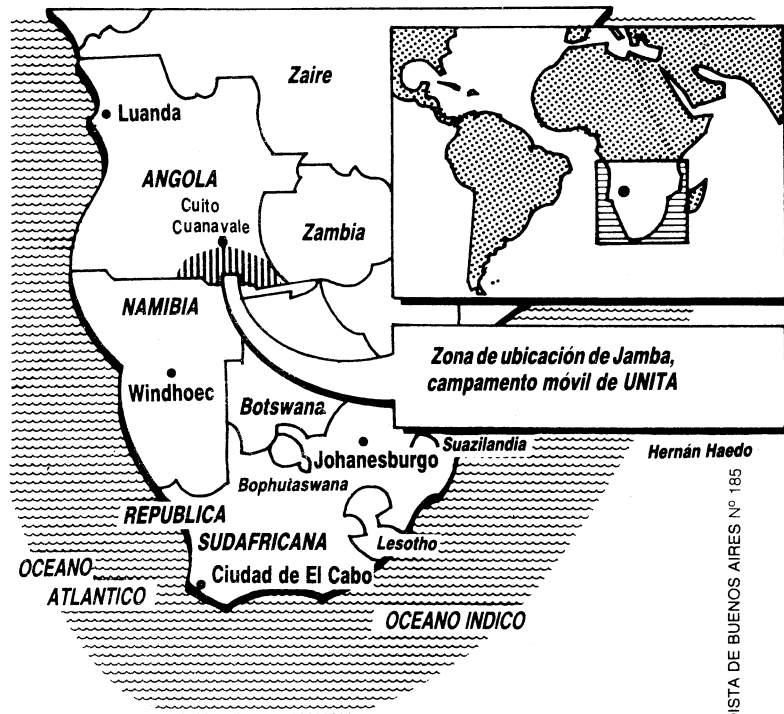 Zaire
Luanda
ANGOLA
Cuito
Cuanavale
Zambia
NAMIBIA
Zona de ubicación de Jamba,
campamento móvil de UNITA
Windhoec
Botswana
Suazilandia
Hernán Haedo
Johanesburgo
Bophutaswana
REPUBLICA
SUDAFRICANA
Lesotho
OCEANO
ATLANTICO
Ciudad de El Cabo
OCEANO INDICO
DE BUENOS AIRES Nº 185